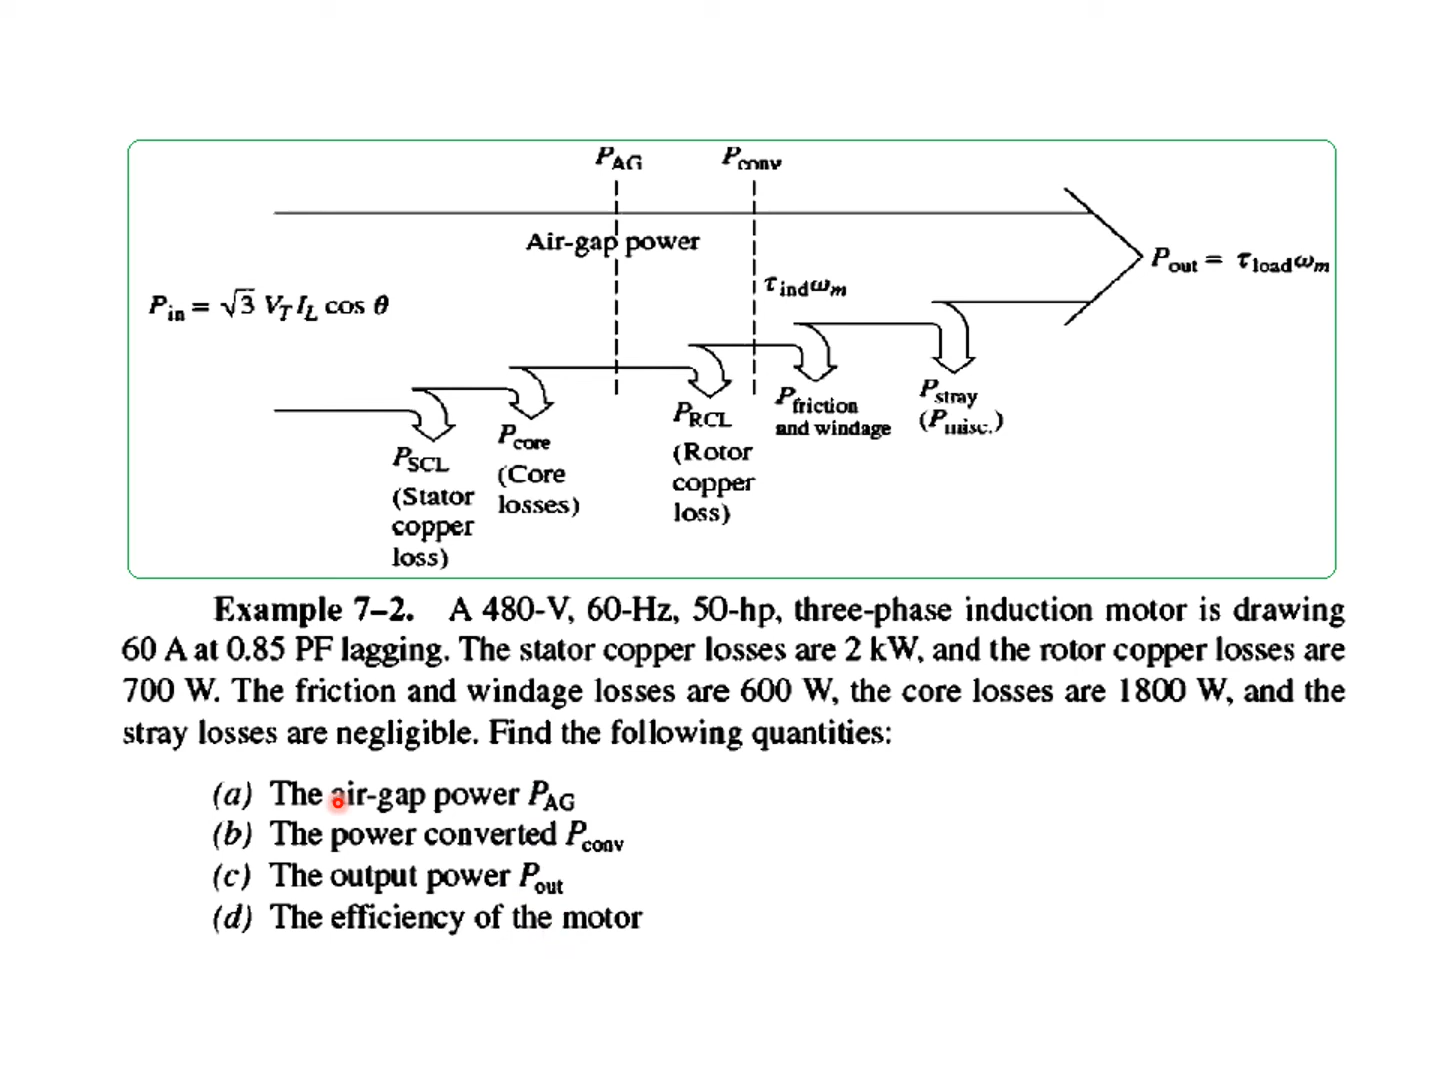 P_AG P_conv
Air-gap power
P_out = τ_load ω_m
τ_ind ω_m
P_in = √3 V_T I_L cos θ
P_SCL
(Stator
copper
loss)
P_core
(Core
losses)
P_RCL
(Rotor
copper
loss)
P_friction
and windage
P_stray
(P_misc.)
Example 7–2. A 480-V, 60-Hz, 50-hp, three-phase induction motor is drawing
60 A at 0.85 PF lagging. The stator copper losses are 2 kW, and the rotor copper losses are
700 W. The friction and windage losses are 600 W, the core losses are 1800 W, and the
stray losses are negligible. Find the following quantities:
(a) The air-gap power P_AG
(b) The power converted P_conv
(c) The output power P_out
(d) The efficiency of the motor